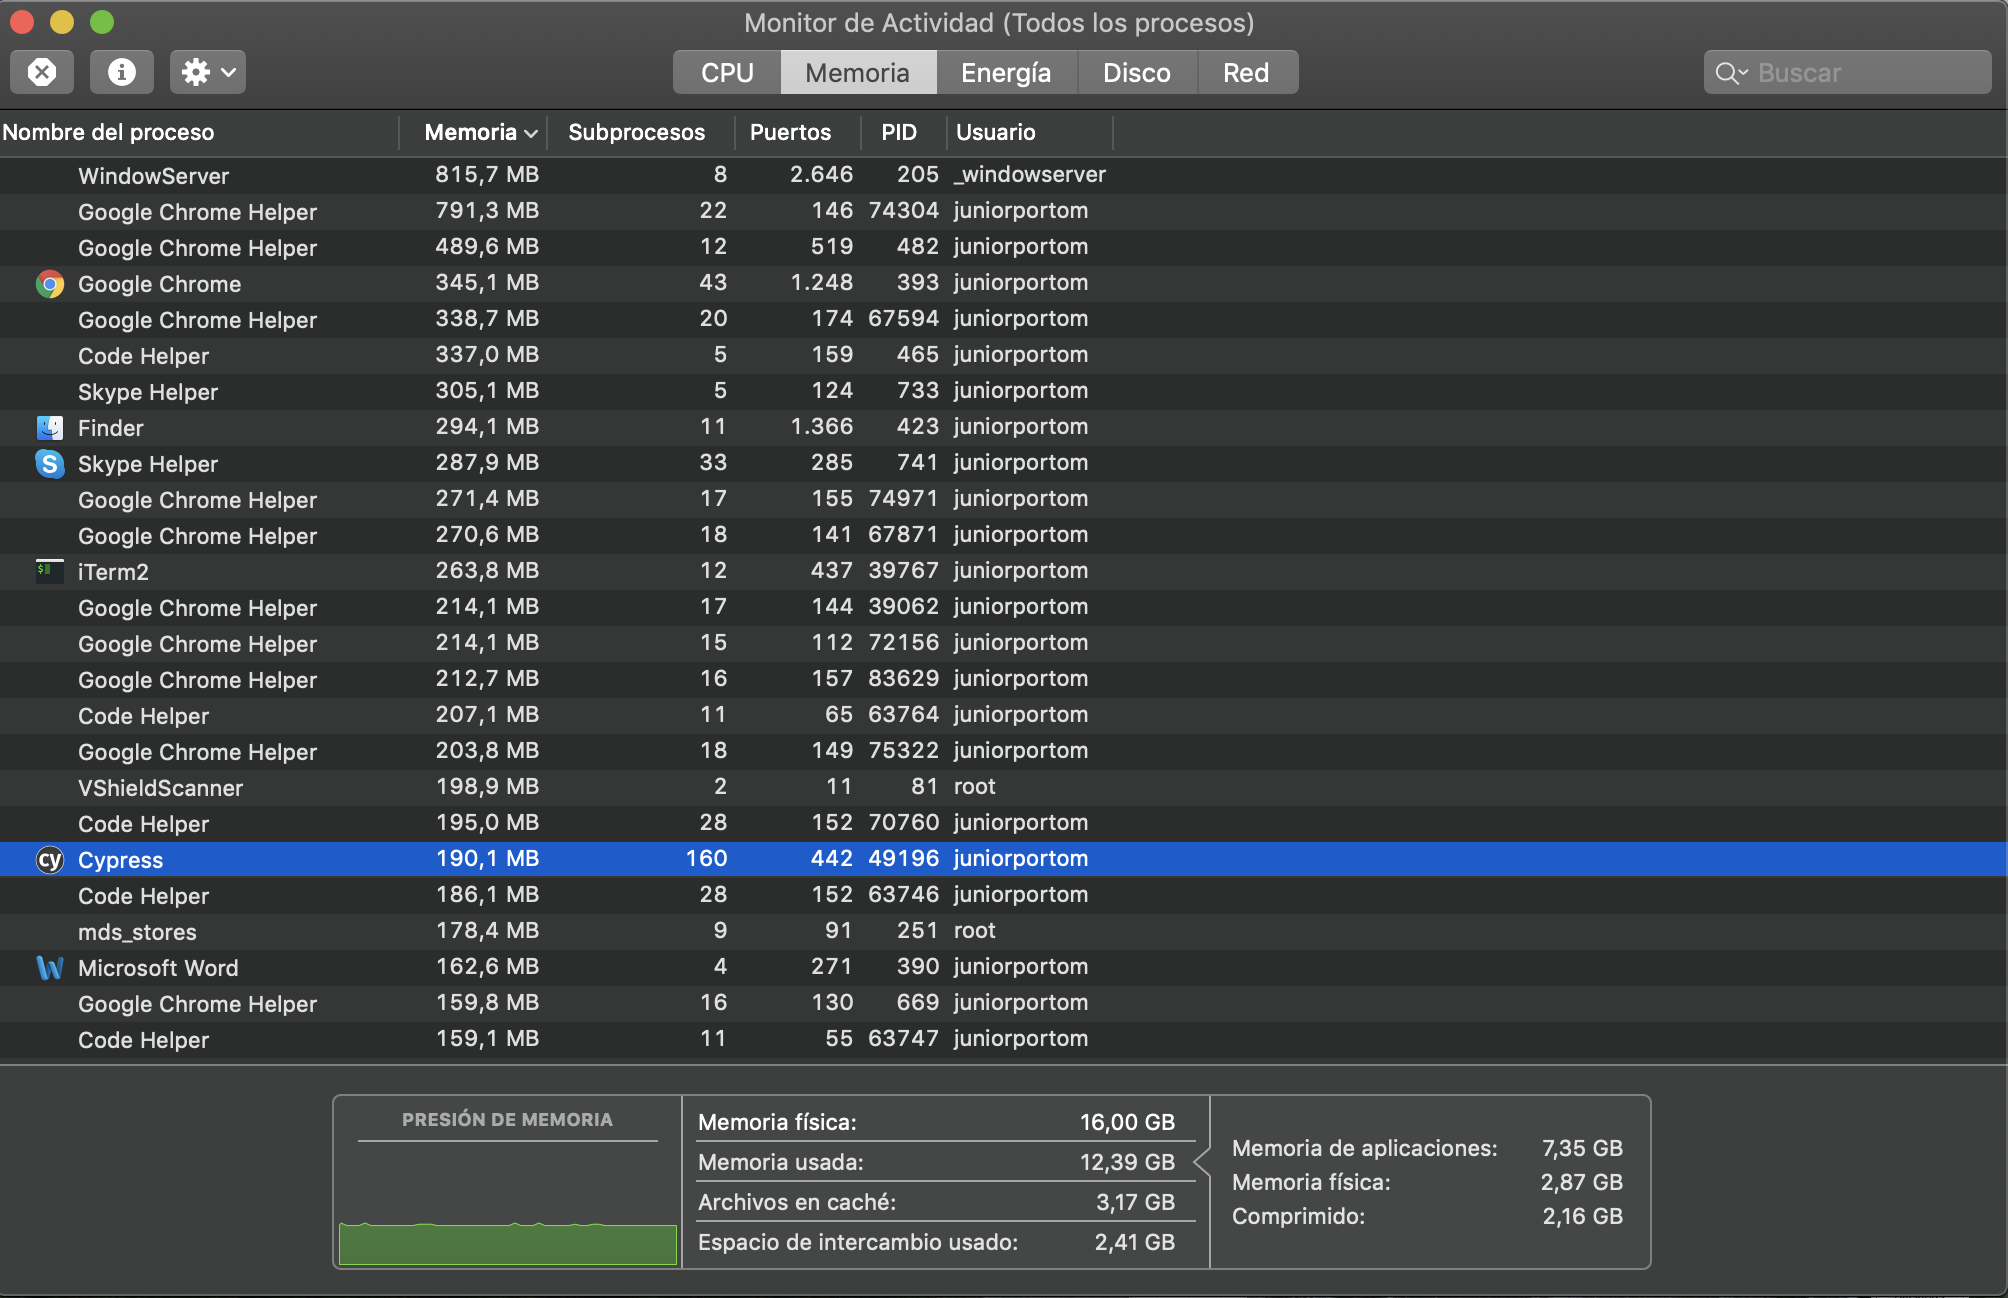 Monitor de Actividad (Todos los procesos)
CPU Memoria Energía Disco Red Buscar
Nombre del proceso Memoria Subprocesos Puertos PID Usuario
WindowServer 815,7 MB 8 2.646 205 _windowserver
Google Chrome Helper 791,3 MB 22 146 74304 juniorportom
Google Chrome Helper 489,6 MB 12 519 482 juniorportom
Google Chrome 345,1 MB 43 1.248 393 juniorportom
Google Chrome Helper 338,7 MB 20 174 67594 juniorportom
Code Helper 337,0 MB 5 159 465 juniorportom
Skype Helper 305,1 MB 5 124 733 juniorportom
Finder 294,1 MB 11 1.366 423 juniorportom
S Skype Helper 287,9 MB 33 285 741 juniorportom
Google Chrome Helper 271,4 MB 17 155 74971 juniorportom
Google Chrome Helper 270,6 MB 18 141 67871 juniorportom
$ iTerm2 263,8 MB 12 437 39767 juniorportom
Google Chrome Helper 214,1 MB 17 144 39062 juniorportom
Google Chrome Helper 214,1 MB 15 112 72156 juniorportom
Google Chrome Helper 212,7 MB 16 157 83629 juniorportom
Code Helper 207,1 MB 11 65 63764 juniorportom
Google Chrome Helper 203,8 MB 18 149 75322 juniorportom
VShieldScanner 198,9 MB 2 11 81 root
Code Helper 195,0 MB 28 152 70760 juniorportom
cy Cypress 190,1 MB 160 442 49196 juniorportom
Code Helper 186,1 MB 28 152 63746 juniorportom
mds_stores 178,4 MB 9 91 251 root
W Microsoft Word 162,6 MB 4 271 390 juniorportom
Google Chrome Helper 159,8 MB 16 130 669 juniorportom
Code Helper 159,1 MB 11 55 63747 juniorportom
PRESIÓN DE MEMORIA
Memoria física: 16,00 GB
Memoria usada: 12,39 GB
Archivos en caché: 3,17 GB
Espacio de intercambio usado: 2,41 GB
Memoria de aplicaciones: 7,35 GB
Memoria física: 2,87 GB
Comprimido: 2,16 GB